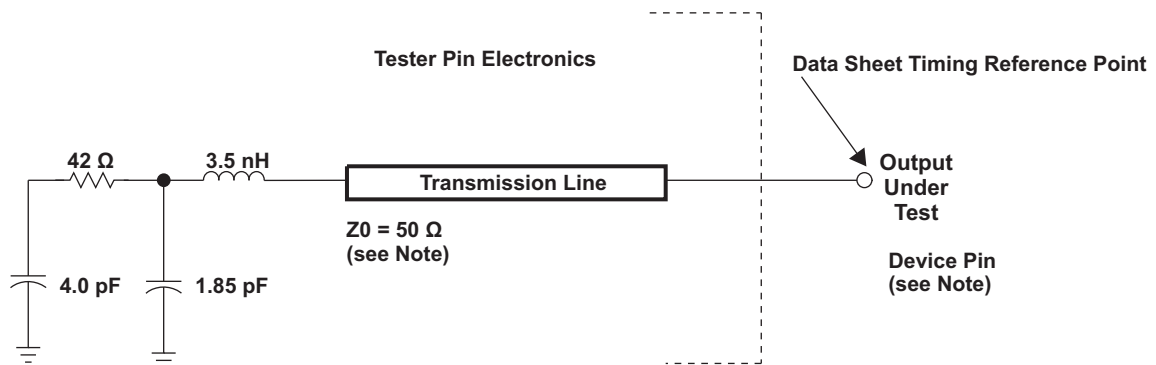 Tester Pin Electronics
Data Sheet Timing Reference Point
42 Ω
3.5 nH
Transmission Line
Output
Under
Test
Z0 = 50 Ω
(see Note)
Device Pin
(see Note)
4.0 pF
1.85 pF